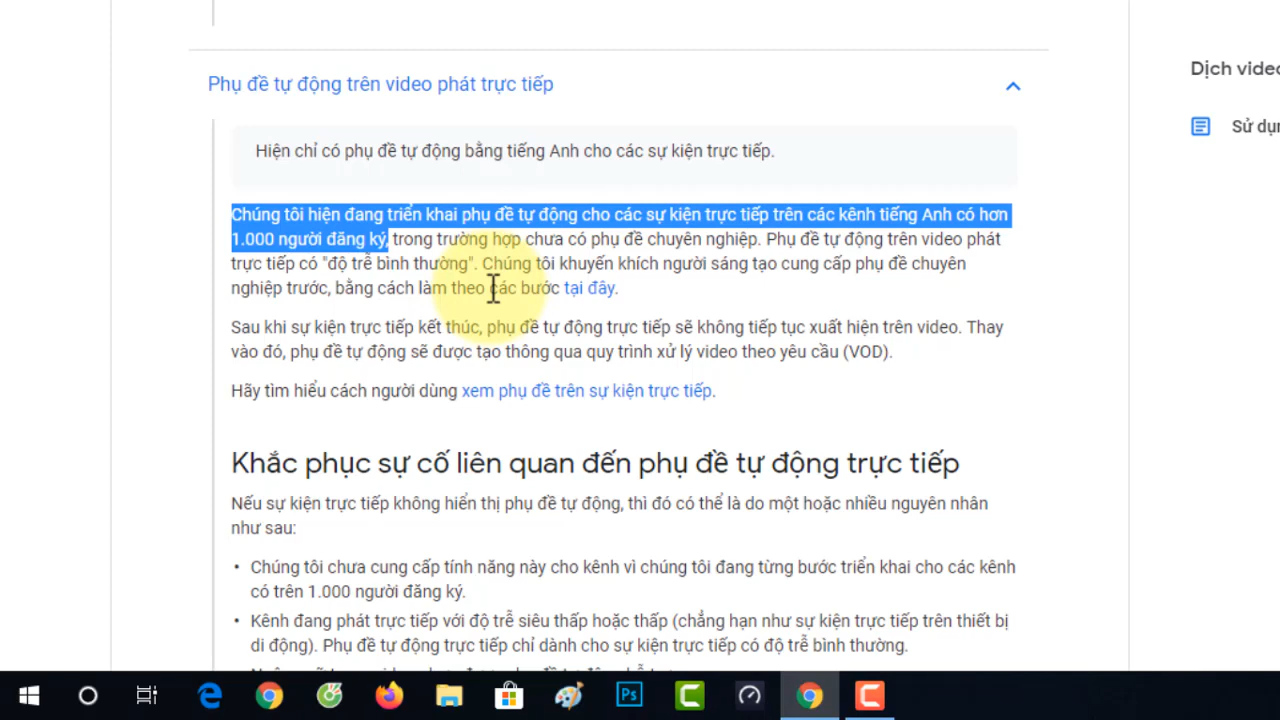 Phụ đề tự động trên video phát trực tiếp
Dịch video
Sử dụ
Hiện chỉ có phụ đề tự động bằng tiếng Anh cho các sự kiện trực tiếp.
Chúng tôi hiện đang triển khai phụ đề tự động cho các sự kiện trực tiếp trên các kênh tiếng Anh có hơn
1.000 người đăng ký, trong trường hợp chưa có phụ đề chuyên nghiệp. Phụ đề tự động trên video phát
trực tiếp có "độ trễ bình thường". Chúng tôi khuyến khích người sáng tạo cung cấp phụ đề chuyên
nghiệp trước, bằng cách làm theo các bước tại đây.
Sau khi sự kiện trực tiếp kết thúc, phụ đề tự động trực tiếp sẽ không tiếp tục xuất hiện trên video. Thay
vào đó, phụ đề tự động sẽ được tạo thông qua quy trình xử lý video theo yêu cầu (VOD).
Hãy tìm hiểu cách người dùng xem phụ đề trên sự kiện trực tiếp.
Khắc phục sự cố liên quan đến phụ đề tự động trực tiếp
Nếu sự kiện trực tiếp không hiển thị phụ đề tự động, thì đó có thể là do một hoặc nhiều nguyên nhân
như sau:
• Chúng tôi chưa cung cấp tính năng này cho kênh vì chúng tôi đang từng bước triển khai cho các kênh
có trên 1.000 người đăng ký.
• Kênh đang phát trực tiếp với độ trễ siêu thấp hoặc thấp (chẳng hạn như sự kiện trực tiếp trên thiết bị
di động). Phụ đề tự động trực tiếp chỉ dành cho sự kiện trực tiếp có độ trễ bình thường.
Ps